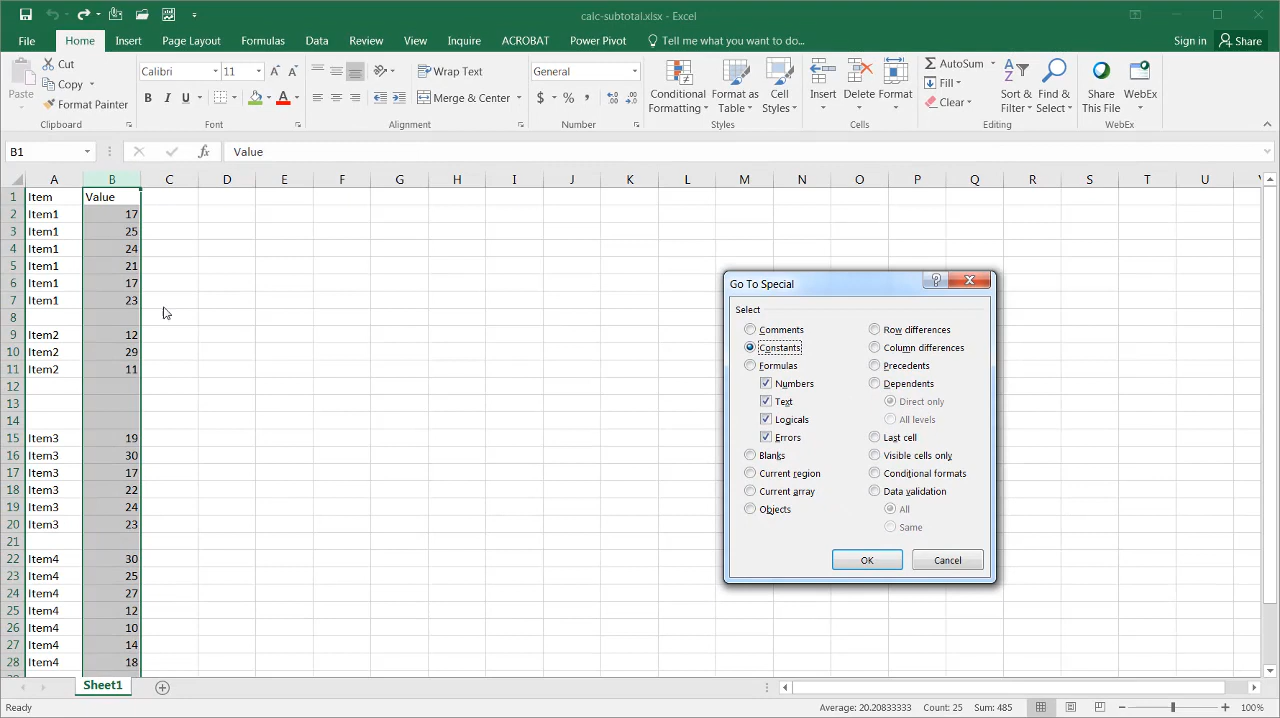 calc-subtotal.xlsx - Excel
File Home Insert Page Layout Formulas Data Review View Inquire ACROBAT Power Pivot Tell me what you want to do... Sign in Share
Paste Cut Copy Format Painter Clipboard
Calibri 11 A A B I U A Font
Wrap Text Merge & Center Alignment
General $ % , Number
Conditional Formatting Format as Table Cell Styles Styles
Insert Delete Format Cells
AutoSum Fill Clear Sort & Filter Find & Select Editing
Share This File WebEx WebEx
B1 fx Value
A B C D E F G H I J K L M N O P Q R S T U
1 Item Value
2 Item1 17
3 Item1 25
4 Item1 24
5 Item1 21
6 Item1 17
7 Item1 23
8
9 Item2 12
10 Item2 29
11 Item2 11
12
13
14
15 Item3 19
16 Item3 30
17 Item3 17
18 Item3 22
19 Item3 24
20 Item3 23
21
22 Item4 30
23 Item4 25
24 Item4 27
25 Item4 12
26 Item4 10
27 Item4 14
28 Item4 18
Go To Special ?
Select
Comments Row differences
Constants Column differences
Formulas Precedents
Numbers Dependents
Text Direct only
Logicals All levels
Errors Last cell
Blanks Visible cells only
Current region Conditional formats
Current array Data validation
Objects All
Same
OK Cancel
Sheet1
Ready Average: 20.20833333 Count: 25 Sum: 485 100%